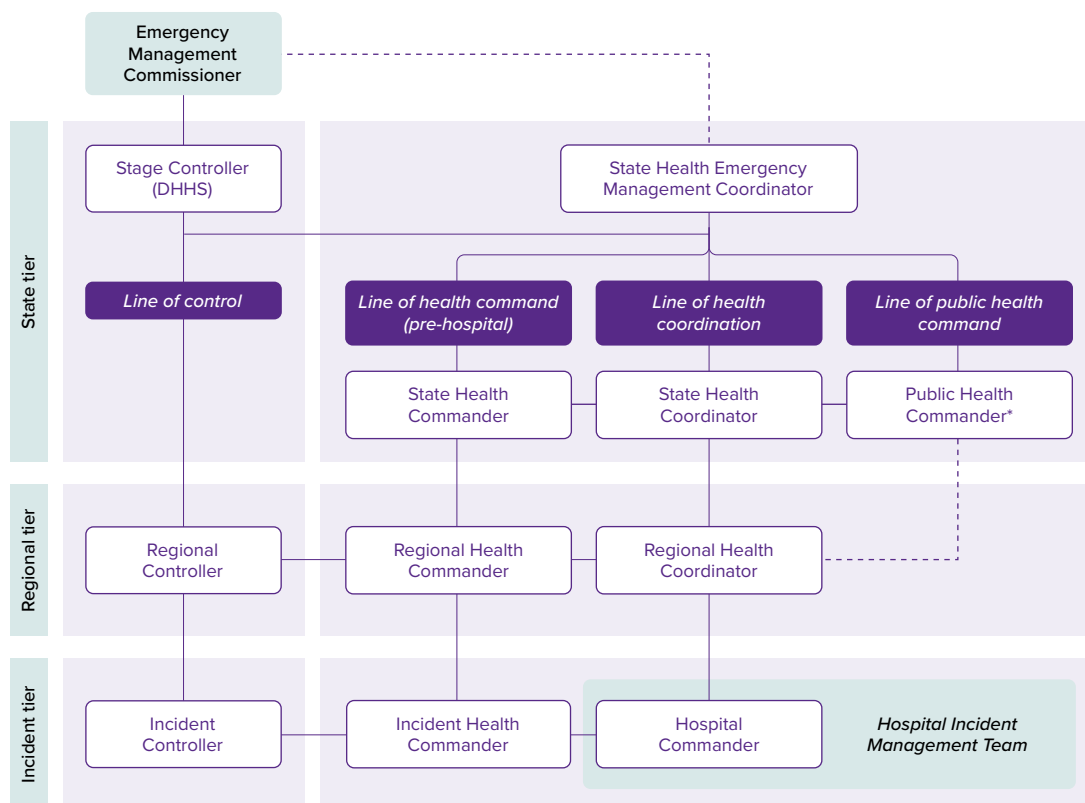 Emergency
Management
Commissioner
State tier
Stage Controller
(DHHS)
State Health Emergency
Management Coordinator
Line of control
Line of health command
(pre-hospital)
Line of health
coordination
Line of public health
command
State Health
Commander
State Health
Coordinator
Public Health
Commander*
Regional tier
Regional
Controller
Regional Health
Commander
Regional Health
Coordinator
Incident tier
Incident
Controller
Incident Health
Commander
Hospital
Commander
Hospital Incident
Management Team